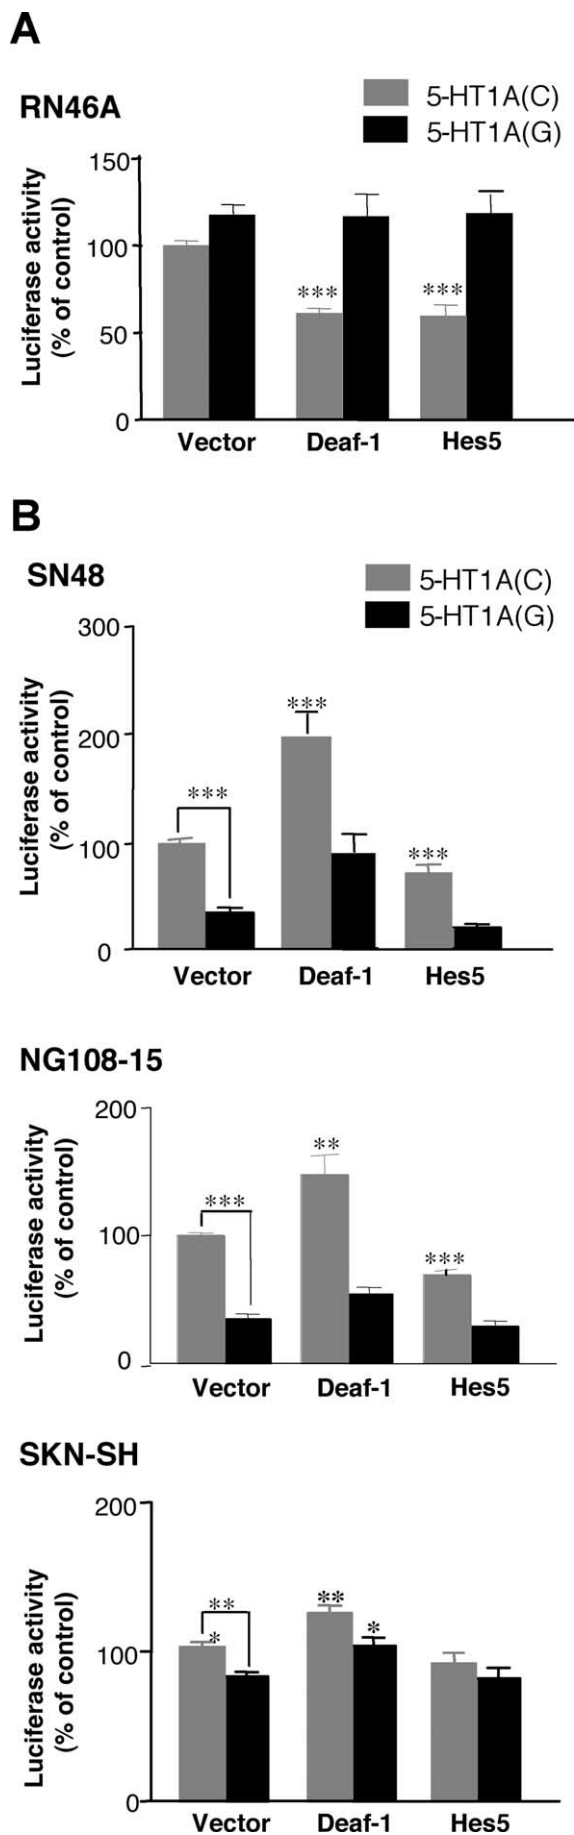 A
RN46A
5-HT1A(C)
5-HT1A(G)
Luciferase activity
(% of control)
150
100
50
0
***
***
Vector Deaf-1 Hes5
B
SN48
5-HT1A(C)
5-HT1A(G)
Luciferase activity
(% of control)
300
200
100
0
***
***
***
Vector Deaf-1 Hes5
NG108-15
Luciferase activity
(% of control)
200
100
0
***
**
***
Vector Deaf-1 Hes5
SKN-SH
Luciferase activity
(% of control)
200
100
0
**
*
**
*
Vector Deaf-1 Hes5